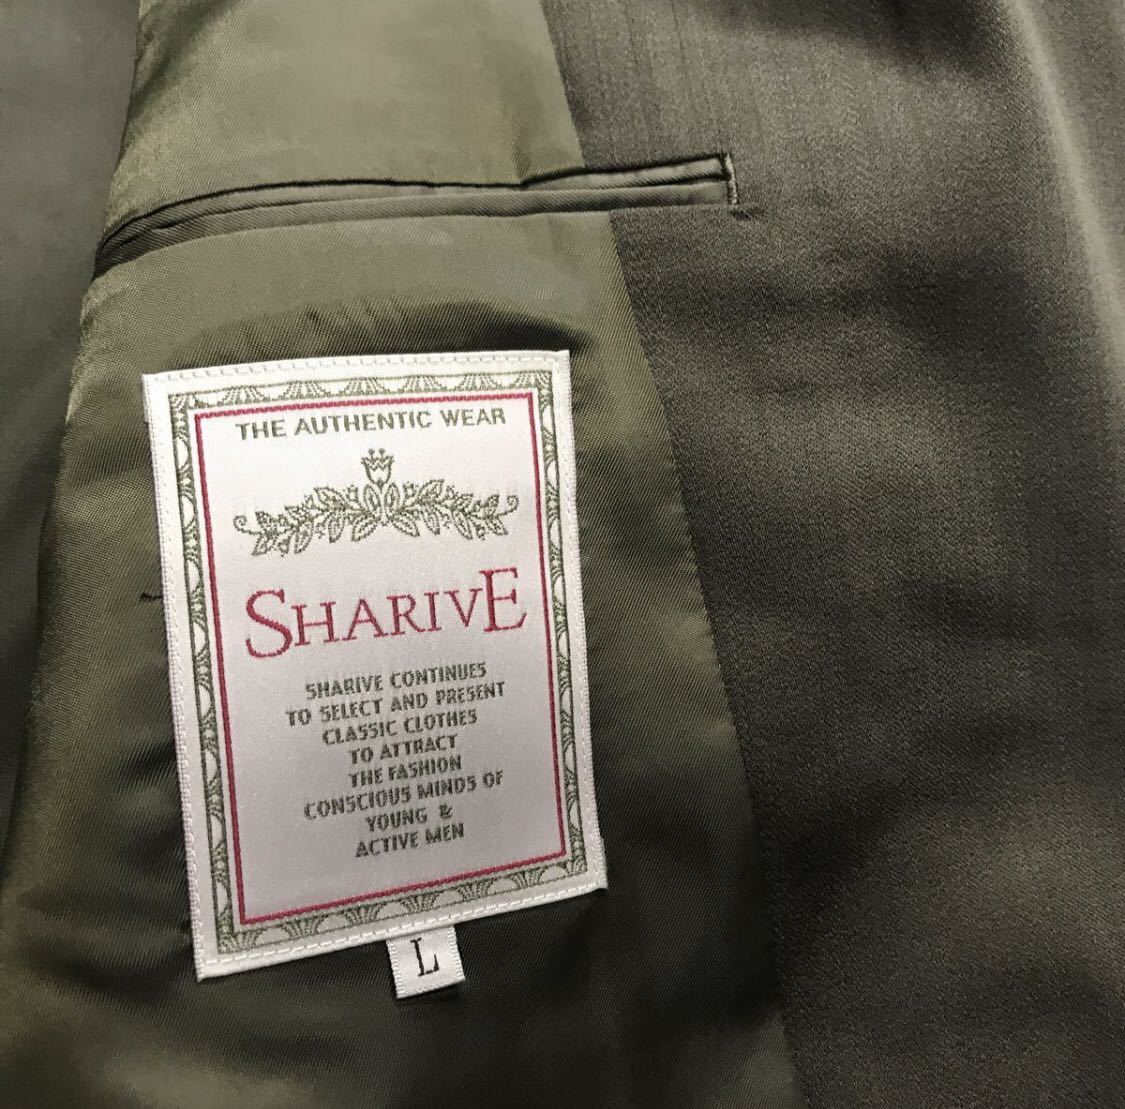 THE AUTHENTIC WEAR
SHARIVE
SHARIVE CONTINUES
TO SELECT AND PRESENT
CLASSIC CLOTHES
TO ATTRACT
THE FASHION
CONSCIOUS MINDS OF
YOUNG &
ACTIVE MEN
L